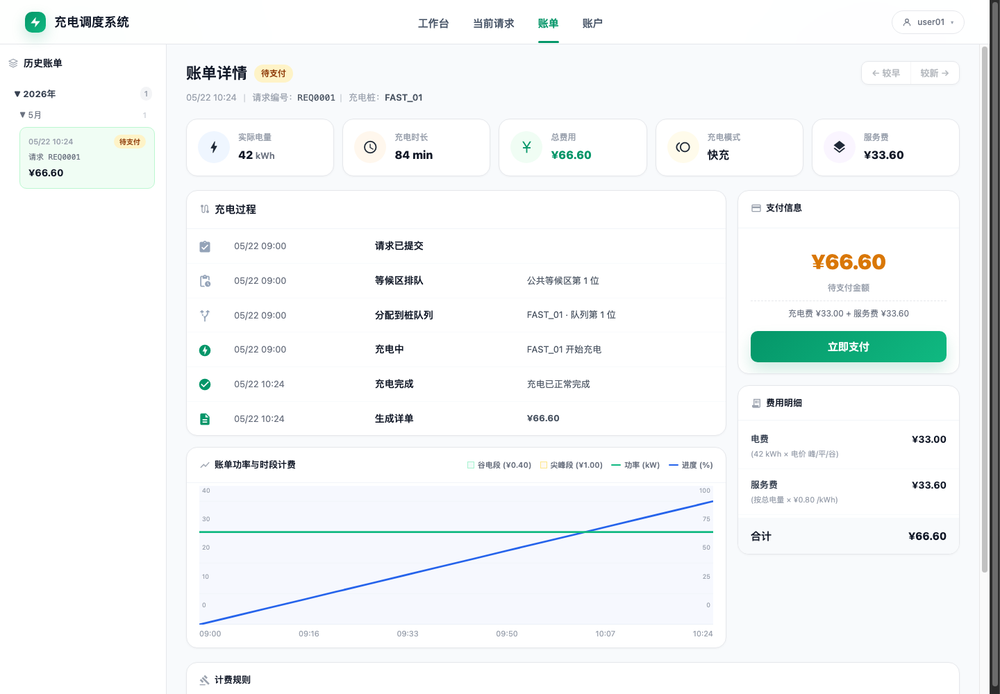 充电调度系统
工作台 当前请求 账单 账户
user01
历史账单
2026年 1
5月 1
05/22 10:24 待支付
请求 REQ0001
¥66.60
账单详情 待支付
← 较早 较新 →
05/22 10:24 | 请求编号: REQ0001 | 充电桩: FAST_01
实际电量
42 kWh
充电时长
84 min
总费用
¥66.60
充电模式
快充
服务费
¥33.60
充电过程
05/22 09:00 请求已提交
05/22 09:00 等候区排队 公共等候区第 1 位
05/22 09:00 分配到桩队列 FAST_01 · 队列第 1 位
05/22 09:00 充电中 FAST_01 开始充电
05/22 10:24 充电完成 充电已正常完成
05/22 10:24 生成详单 ¥66.60
支付信息
¥66.60
待支付金额
充电费 ¥33.00 + 服务费 ¥33.60
立即支付
费用明细
电费 ¥33.00
(42 kWh × 电价 峰/平/谷)
服务费 ¥33.60
(按总电量 × ¥0.80 /kWh)
合计 ¥66.60
账单功率与时段计费
谷电段 (¥0.40) 尖峰段 (¥1.00) 功率 (kW) 进度 (%)
40 100
30 75
20 50
10 25
0 0
09:00 09:16 09:33 09:50 10:07 10:24
计费规则